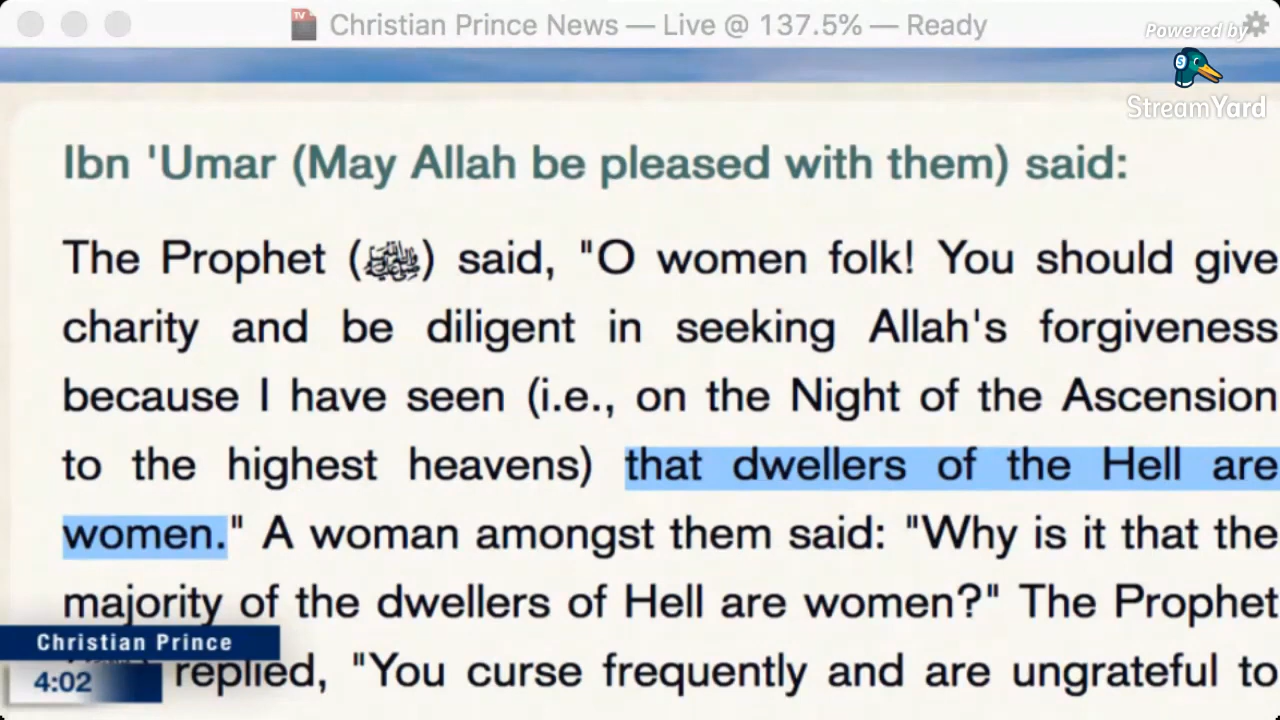 Christian Prince News — Live @ 137.5% — Ready
Powered by
StreamYard
Ibn 'Umar (May Allah be pleased with them) said:
The Prophet (ﷺ) said, "O women folk! You should give
charity and be diligent in seeking Allah's forgiveness
because I have seen (i.e., on the Night of the Ascension
to the highest heavens) that dwellers of the Hell are
women." A woman amongst them said: "Why is it that the
majority of the dwellers of Hell are women?" The Prophet
replied, "You curse frequently and are ungrateful to
Christian Prince
4:02